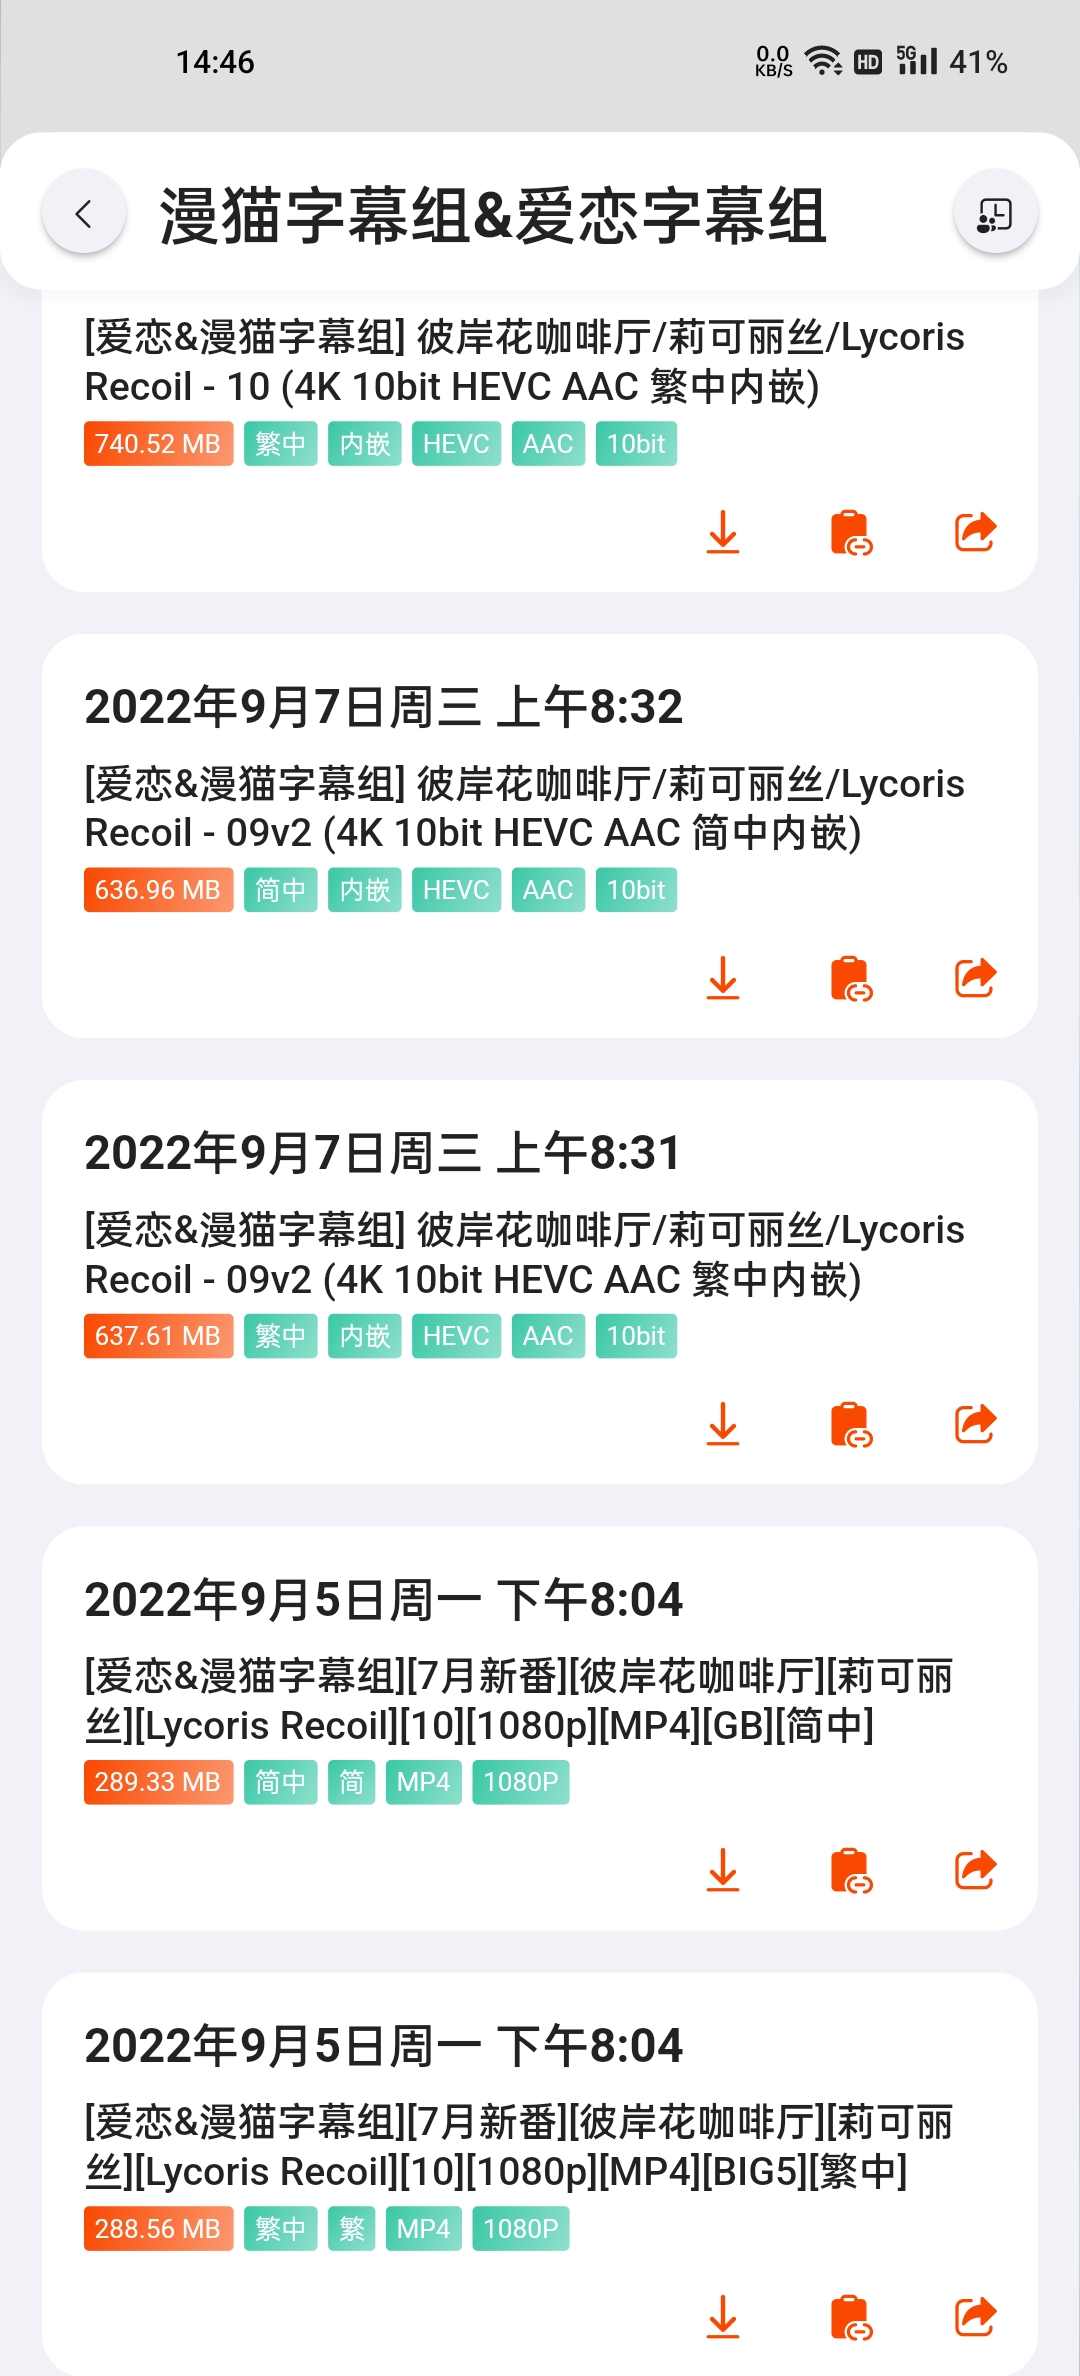 14:46
0.0 KB/S HD 5G 41%
漫猫字幕组&爱恋字幕组
[爱恋&漫猫字幕组] 彼岸花咖啡厅/莉可丽丝/Lycoris
Recoil - 10 (4K 10bit HEVC AAC 繁中内嵌)
740.52 MB 繁中 内嵌 HEVC AAC 10bit
2022年9月7日周三 上午8:32
[爱恋&漫猫字幕组] 彼岸花咖啡厅/莉可丽丝/Lycoris
Recoil - 09v2 (4K 10bit HEVC AAC 简中内嵌)
636.96 MB 简中 内嵌 HEVC AAC 10bit
2022年9月7日周三 上午8:31
[爱恋&漫猫字幕组] 彼岸花咖啡厅/莉可丽丝/Lycoris
Recoil - 09v2 (4K 10bit HEVC AAC 繁中内嵌)
637.61 MB 繁中 内嵌 HEVC AAC 10bit
2022年9月5日周一 下午8:04
[爱恋&漫猫字幕组][7月新番][彼岸花咖啡厅][莉可丽
丝][Lycoris Recoil][10][1080p][MP4][GB][简中]
289.33 MB 简中 简 MP4 1080P
2022年9月5日周一 下午8:04
[爱恋&漫猫字幕组][7月新番][彼岸花咖啡厅][莉可丽
丝][Lycoris Recoil][10][1080p][MP4][BIG5][繁中]
288.56 MB 繁中 繁 MP4 1080P